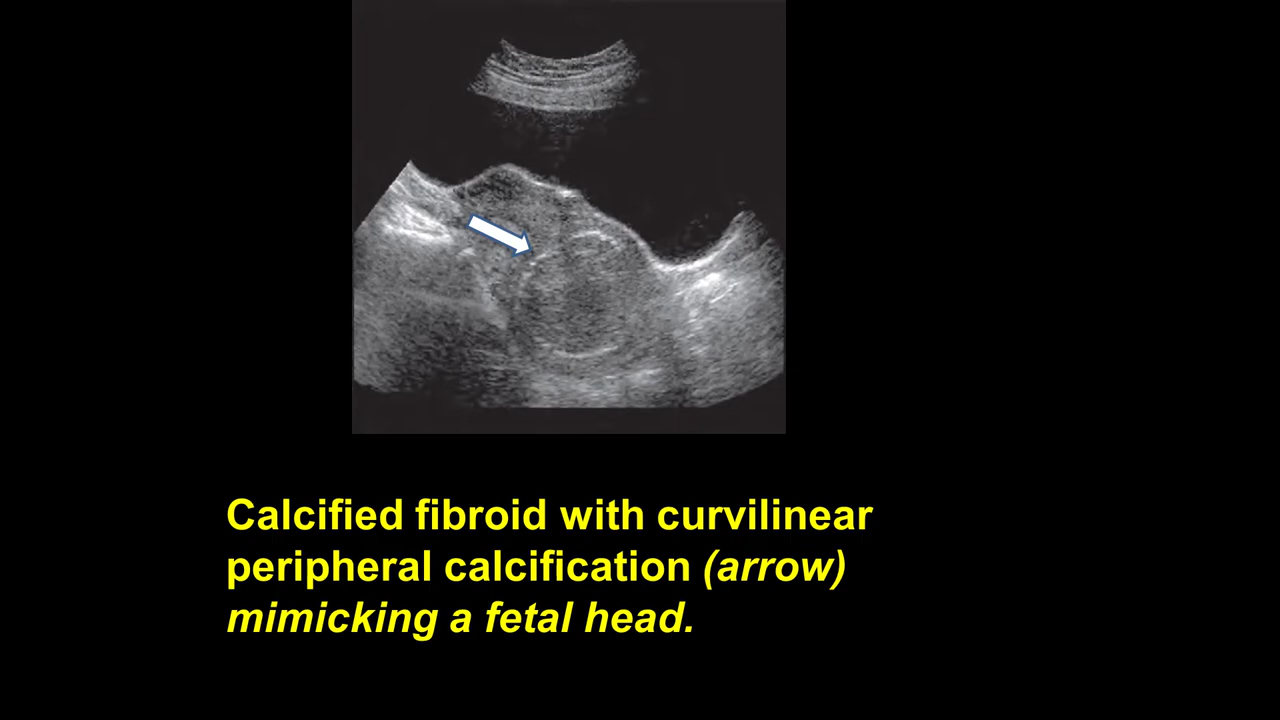 Calcified fibroid with curvilinear
peripheral calcification (arrow)
mimicking a fetal head.